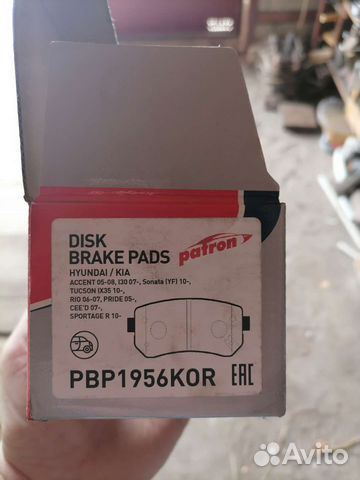 DISK
BRAKE PADS
patron
HYUNDAI / KIA
ACCENT 05-08, I30 07-, Sonata (YF) 10-,
TUCSON IX35 10-,
RIO 06-07, PRIDE 05-,
CEE'D 07-,
SPORTAGE R 10-
PBP1956KOR
EAC
Avito